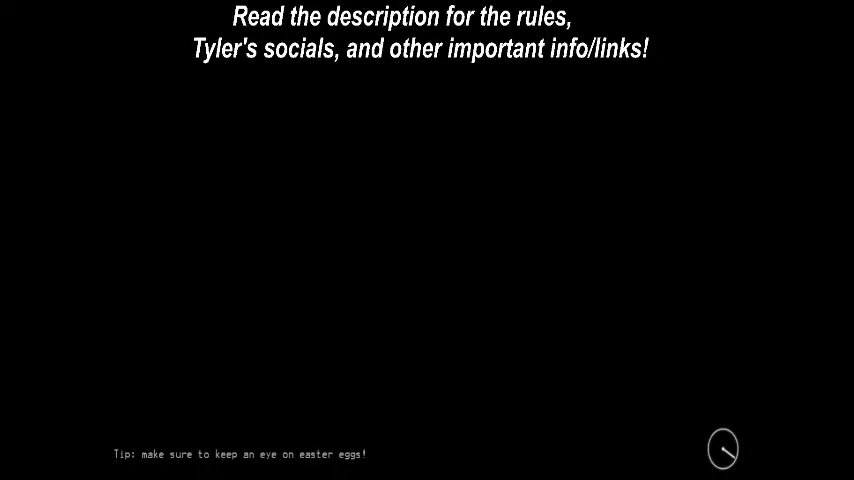 Read the description for the rules,
Tyler's socials, and other important info/links!
Tip: make sure to keep an eye on easter eggs!